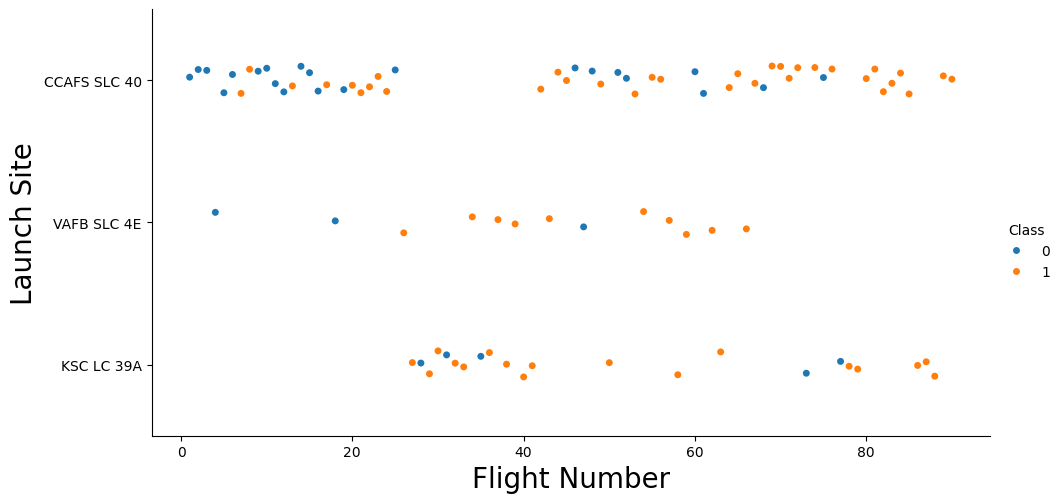 Launch Site
CCAFS SLC 40
VAFB SLC 4E
KSC LC 39A
0 20 40 60 80
Flight Number
Class
0
1